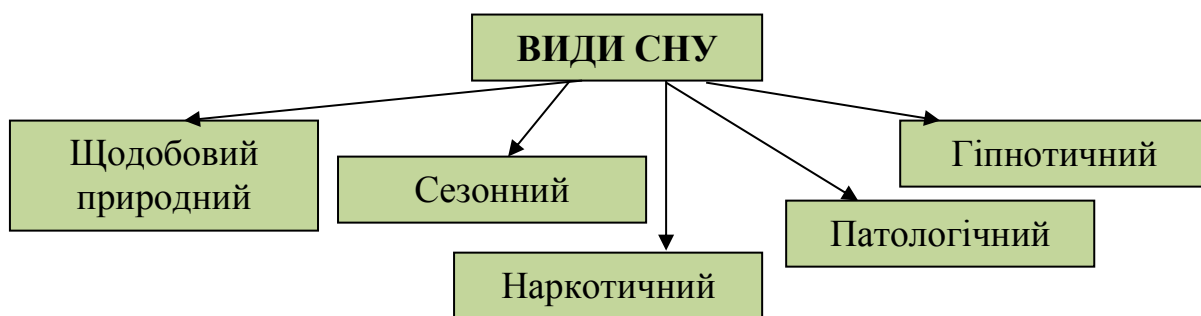 ВИДИ СНУ
Щодобовий
природний
Сезонний
Наркотичний
Патологічний
Гіпнотичний